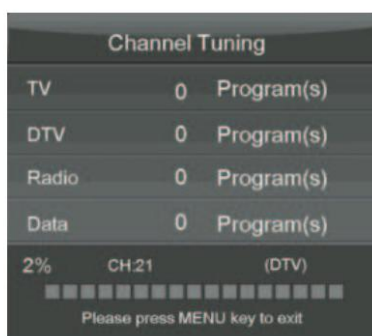 Channel Tuning
TV 0 Program(s)
DTV 0 Program(s)
Radio 0 Program(s)
Data 0 Program(s)
2% CH:21 (DTV)
Please press MENU key to exit